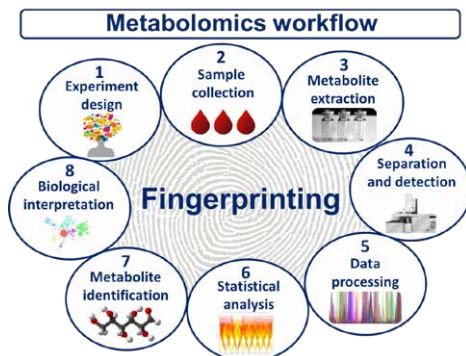 Metabolomics workflow
1
Experiment
design
2
Sample
collection
3
Metabolite
extraction
4
Separation
and detection
5
Data
processing
6
Statistical
analysis
7
Metabolite
identification
8
Biological
interpretation
Fingerprinting